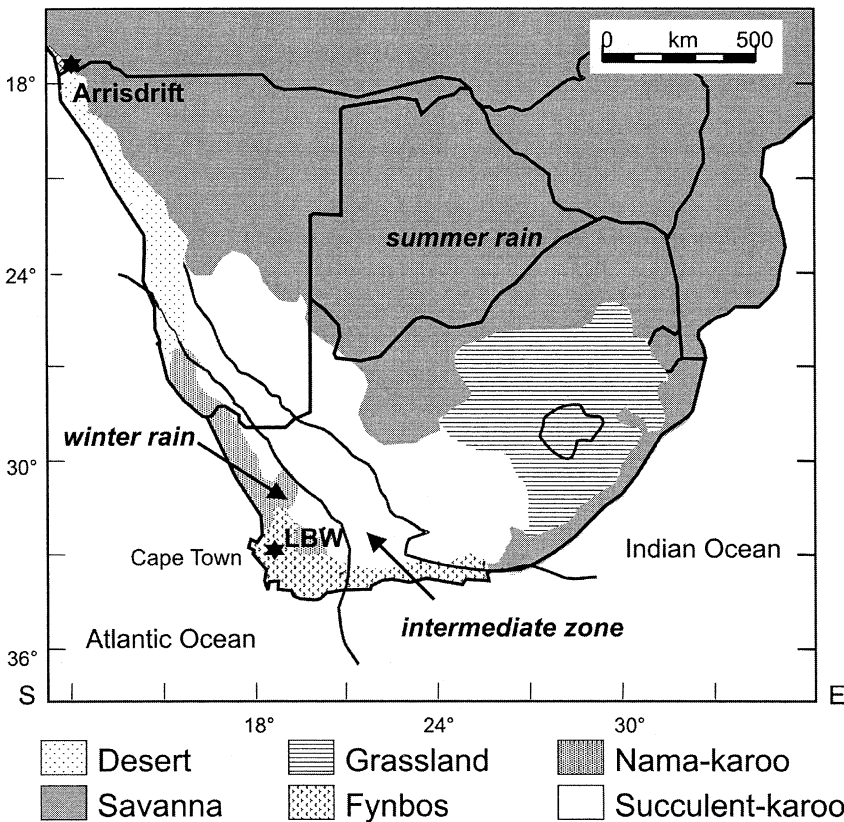 0 km 500
18°
Arrisdrift
summer rain
24°
winter rain
30°
LBW
Cape Town
Indian Ocean
intermediate zone
Atlantic Ocean
36°
S
E
18°
24°
30°
Desert
Grassland
Nama-karoo
Savanna
Fynbos
Succulent-karoo